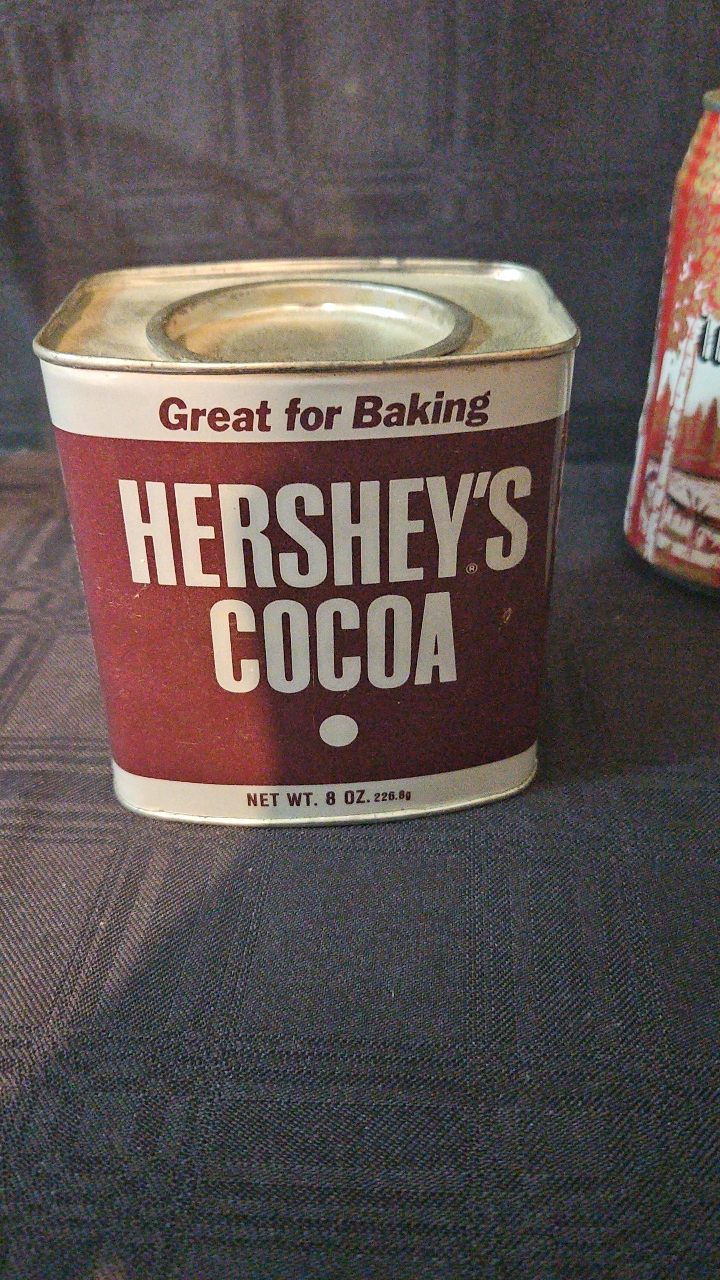 Great for Baking
HERSHEY'S®
COCOA
NET WT. 8 OZ. 226.8g